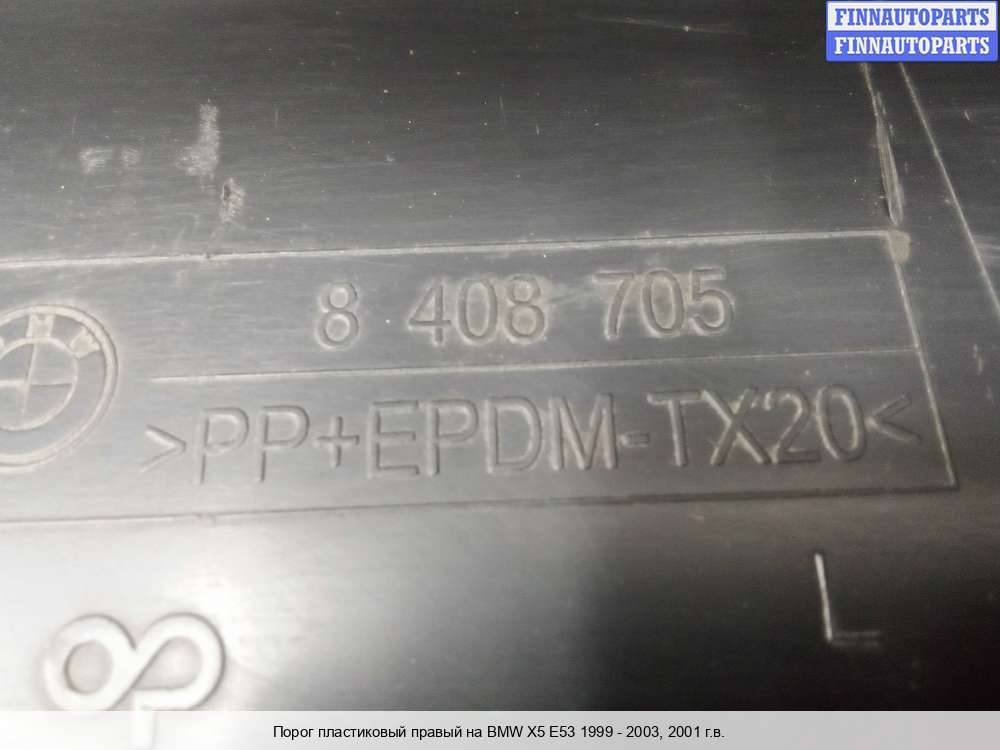 FINNAUTOPARTS
FINNAUTOPARTS
8 408 705
>PP+EPDM-TX20<
L
Порог пластиковый правый на BMW X5 E53 1999 - 2003, 2001 г.в.